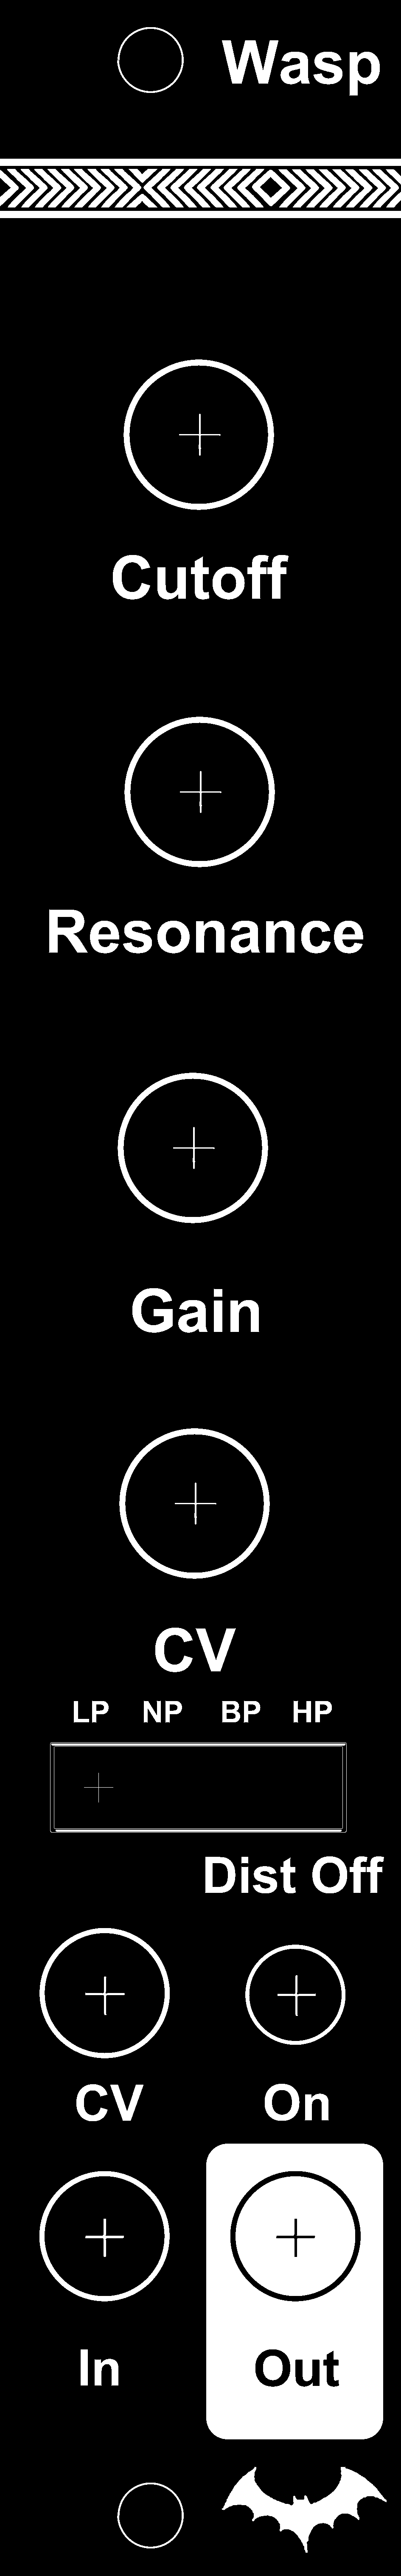 Wasp
Cutoff
Resonance
Gain
CV
LP NP BP HP
Dist Off
CV On
In Out